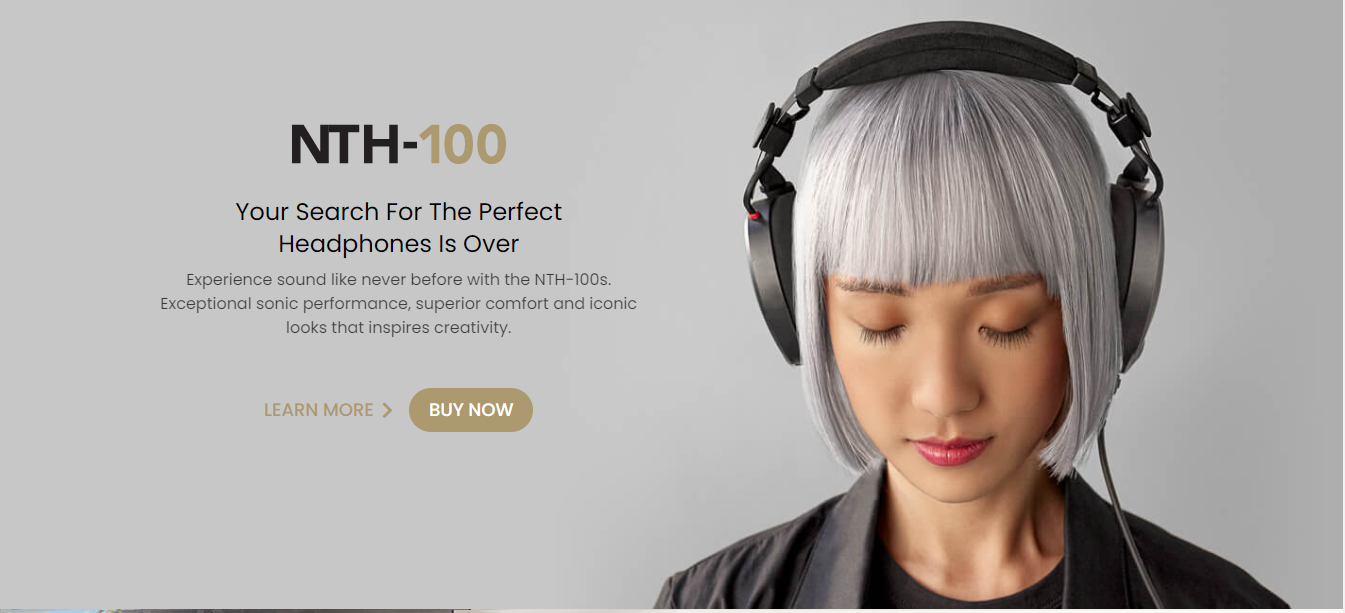 NTH-100
Your Search For The Perfect
Headphones Is Over
Experience sound like never before with the NTH-100s.
Exceptional sonic performance, superior comfort and iconic
looks that inspires creativity.
LEARN MORE
BUY NOW